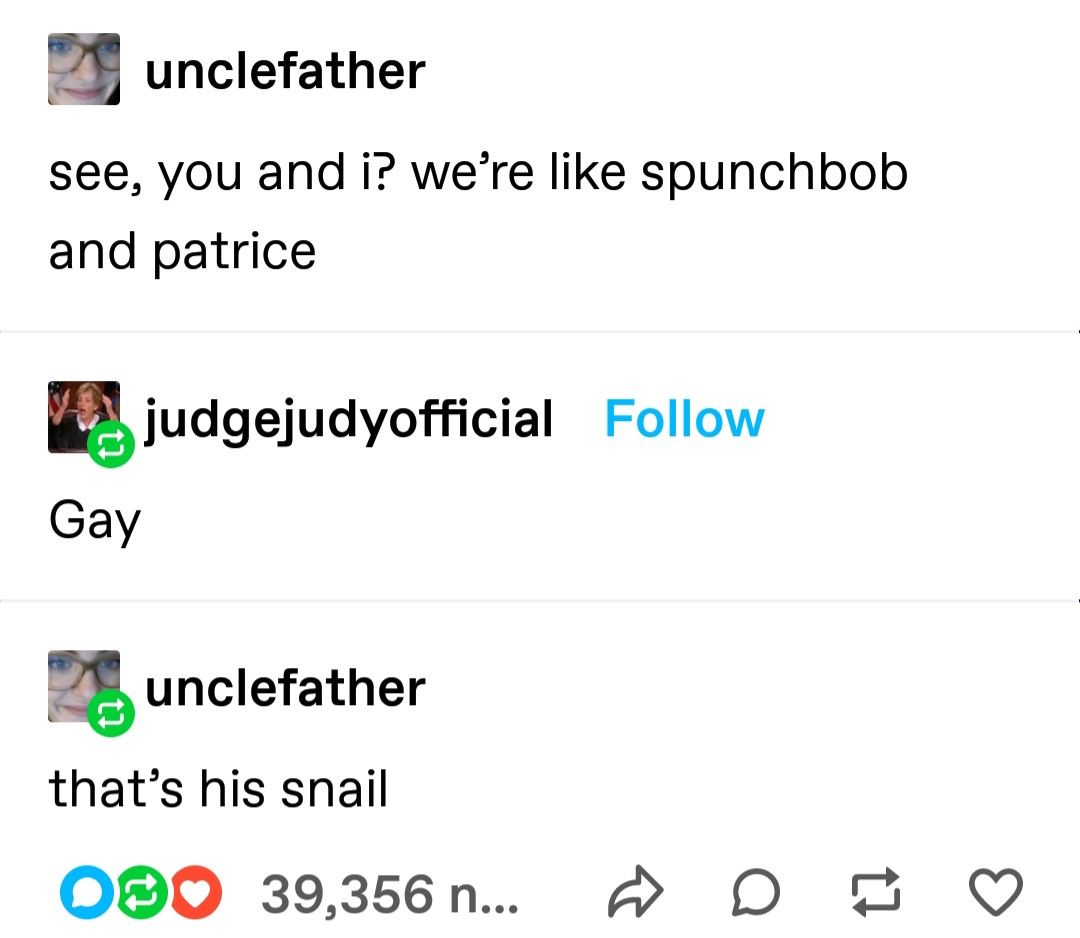 unclefather
see, you and i? we’re like spunchbob
and patrice
judgejudyofficial Follow
Gay
unclefather
that’s his snail
39,356 n...